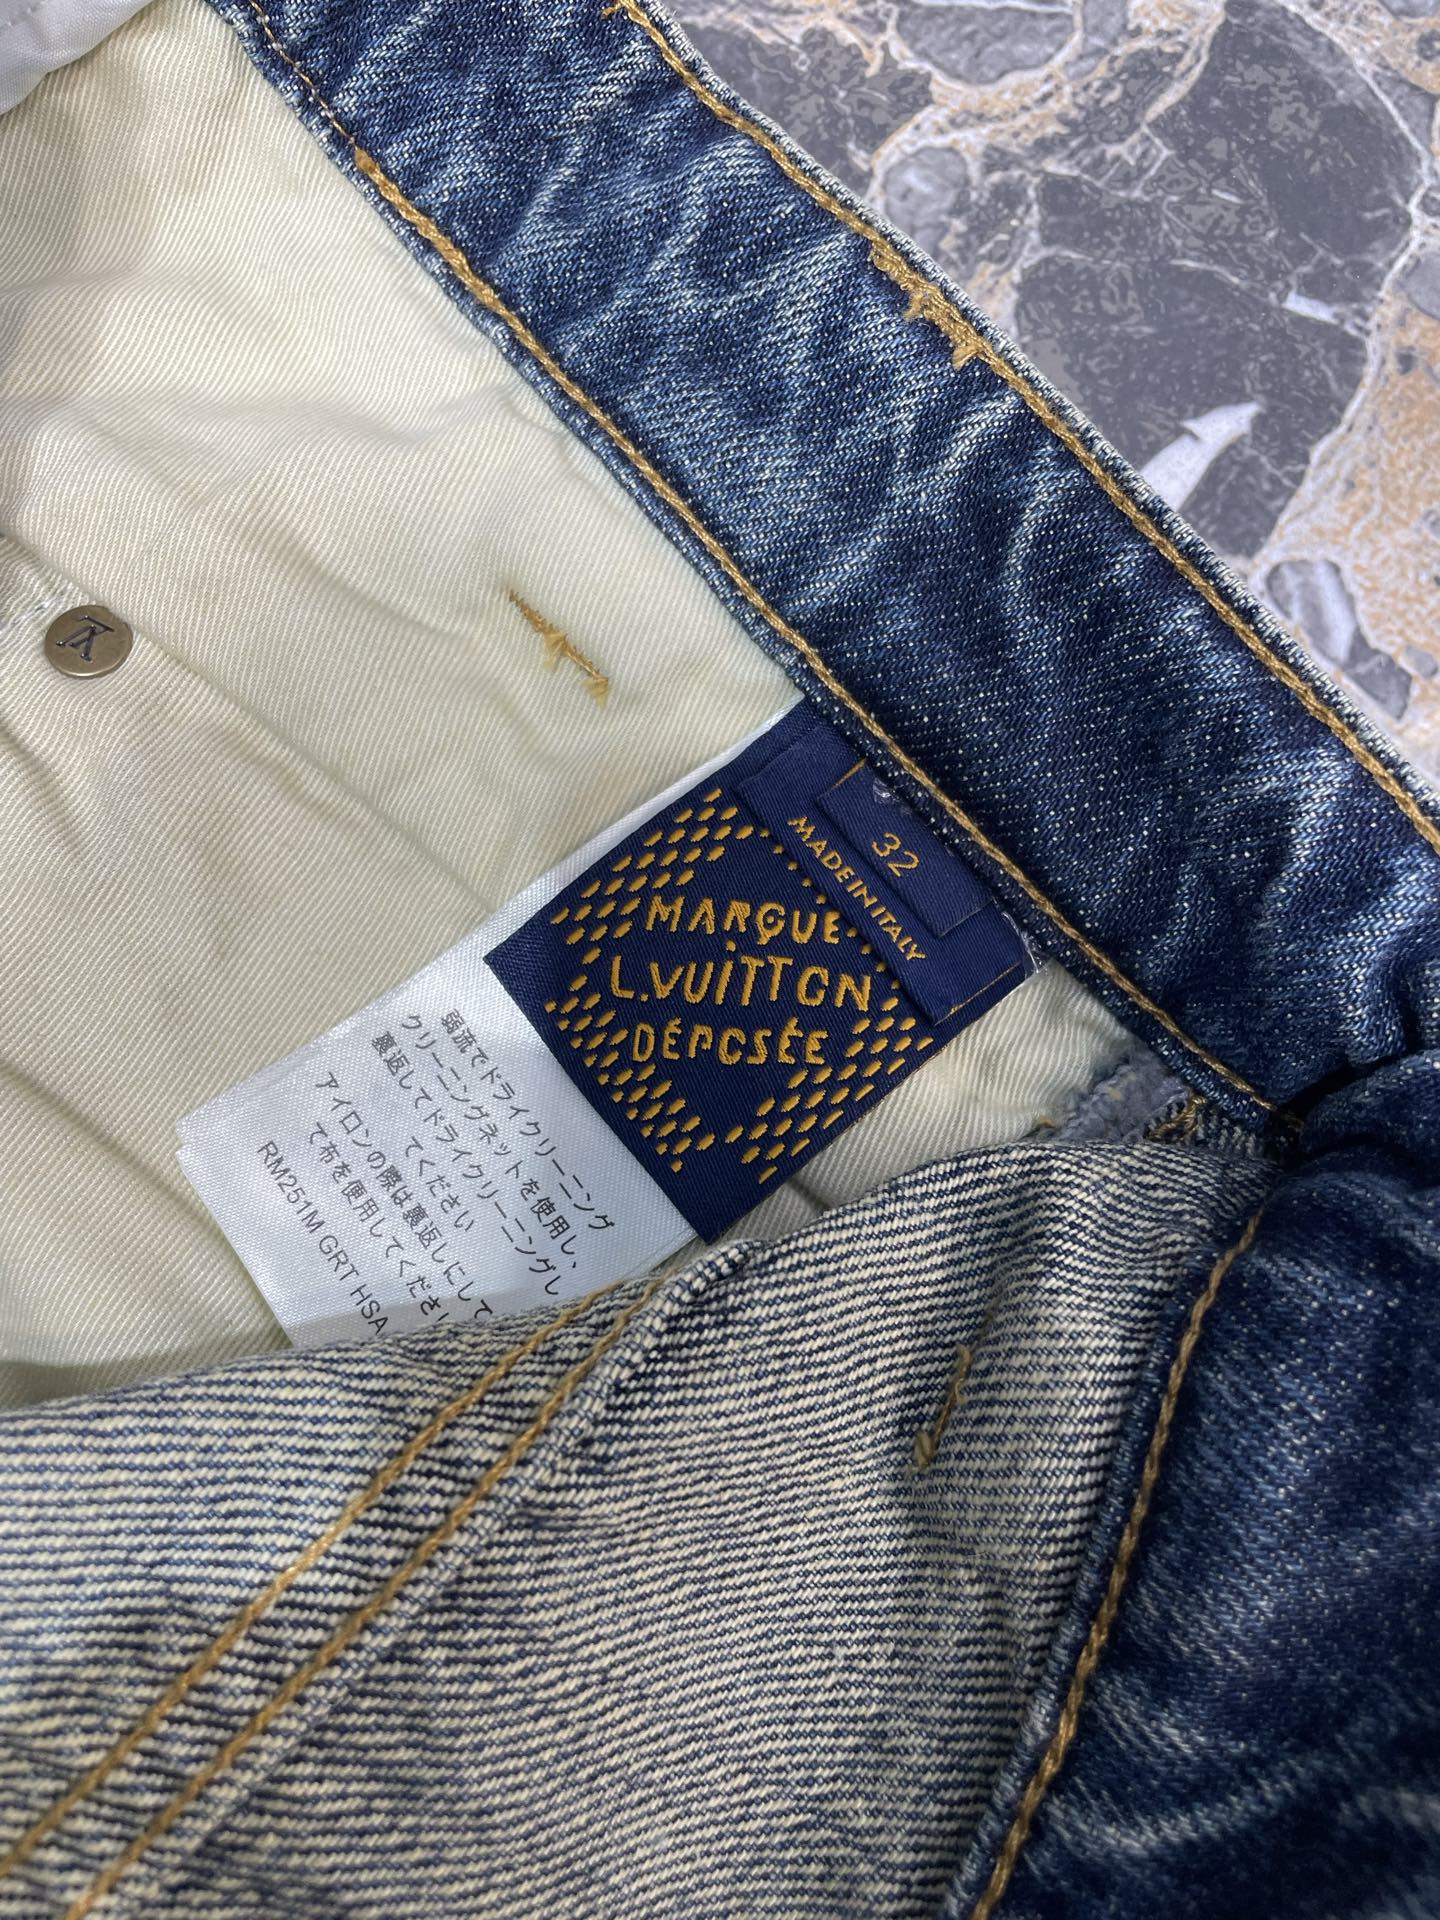 LV
32
MADE IN ITALY
MARQUE
L.VUITTON
DÉPOSÉE
弱流でドライクリーニング
クリーニングネットを使用し、
裏返してドライクリーニングし
てください
アイロンの際は裏返しにして
て布を使用してください
RM251M GRT HSA